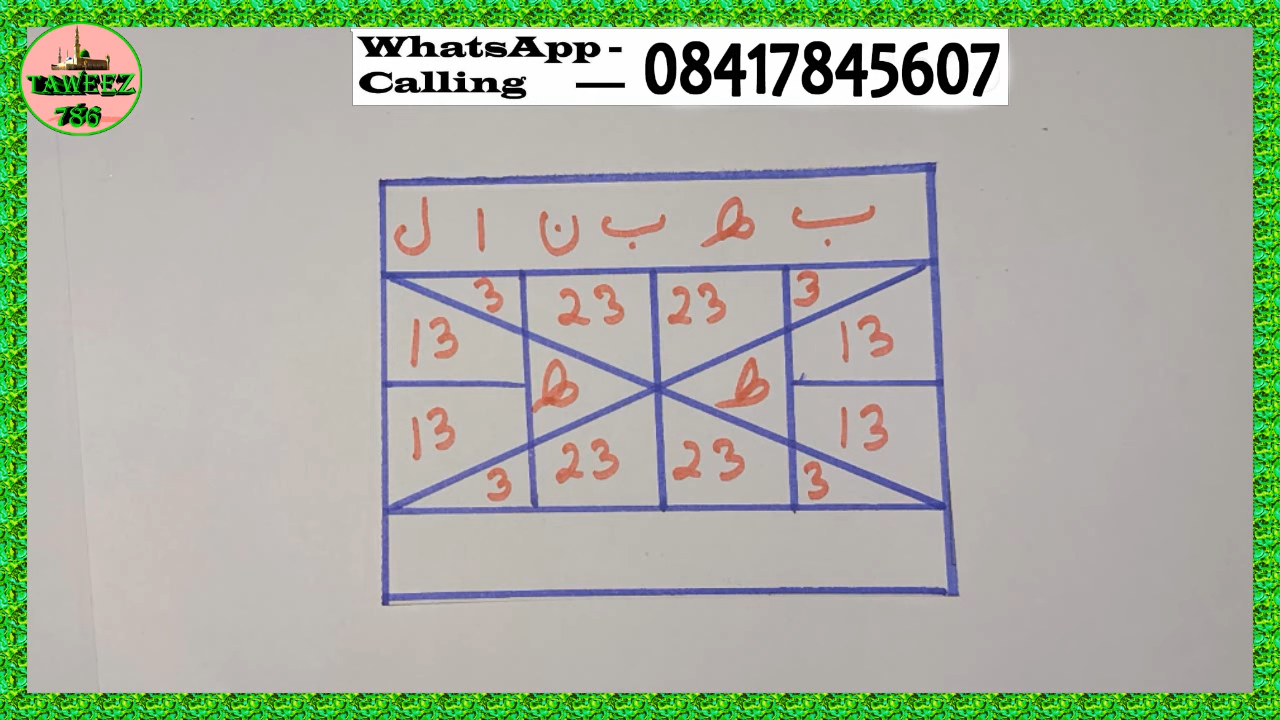 TAWEEZ
786
WhatsApp - 08417845607
Calling —
ب ط ب ن ا ل
3 23 23 3
13 13
ط ط
13 13
3 23 23 3